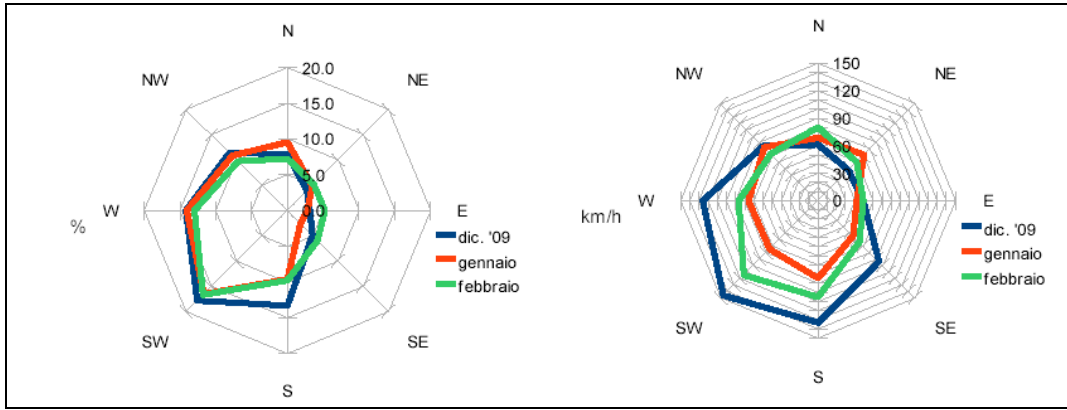 N
NE
E
SE
S
SW
W
NW
20.0
15.0
10.0
5.0
0.0
%
dic. '09
gennaio
febbraio
N
NE
E
SE
S
SW
W
NW
150
120
90
60
30
0
km/h
dic. '09
gennaio
febbraio